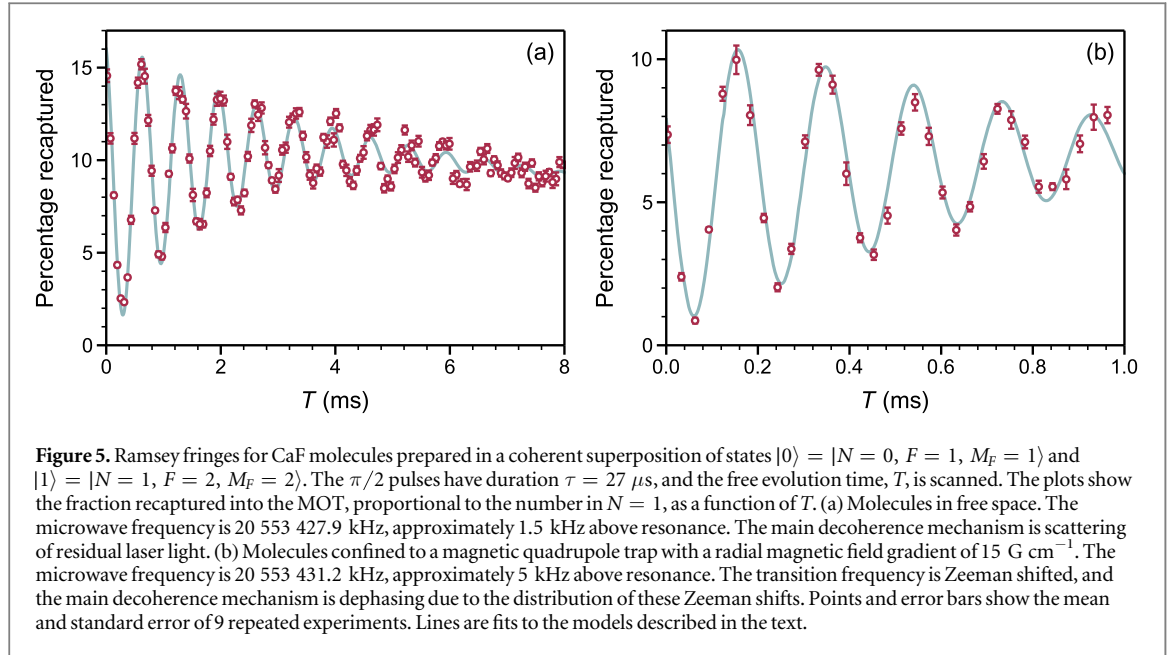 (a)
15
10
5
0
Percentage recaptured
0 2 4 6 8
T (ms)
(b)
10
5
0
Percentage recaptured
0.0 0.2 0.4 0.6 0.8 1.0
T (ms)
Figure 5. Ramsey fringes for CaF molecules prepared in a coherent superposition of states |0⟩ = |N = 0, F = 1, M_F = 1⟩ and
|1⟩ = |N = 1, F = 2, M_F = 2⟩. The π/2 pulses have duration τ = 27 μs, and the free evolution time, T, is scanned. The plots show
the fraction recaptured into the MOT, proportional to the number in N = 1, as a function of T. (a) Molecules in free space. The
microwave frequency is 20 553 427.9 kHz, approximately 1.5 kHz above resonance. The main decoherence mechanism is scattering
of residual laser light. (b) Molecules confined to a magnetic quadrupole trap with a radial magnetic field gradient of 15 G cm⁻¹. The
microwave frequency is 20 553 431.2 kHz, approximately 5 kHz above resonance. The transition frequency is Zeeman shifted, and
the main decoherence mechanism is dephasing due to the distribution of these Zeeman shifts. Points and error bars show the mean
and standard error of 9 repeated experiments. Lines are fits to the models described in the text.